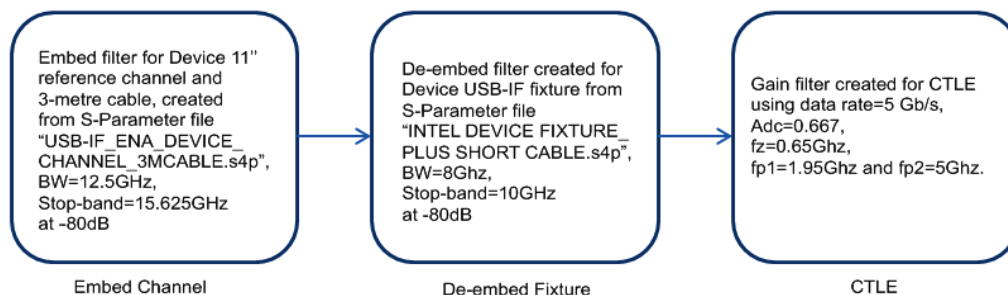 Embed filter for Device 11”
reference channel and
3-metre cable, created
from S-Parameter file
“USB-IF_ENA_DEVICE_
CHANNEL_3MCABLE.s4p”,
BW=12.5GHz,
Stop-band=15.625GHz
at -80dB
De-embed filter created for
Device USB-IF fixture from
S-Parameter file
“INTEL DEVICE FIXTURE_
PLUS SHORT CABLE.s4p”,
BW=8Ghz,
Stop-band=10GHz
at -80dB
Gain filter created for CTLE
using data rate=5 Gb/s,
Adc=0.667,
fz=0.65Ghz,
fp1=1.95Ghz and fp2=5Ghz.
Embed Channel
De-embed Fixture
CTLE